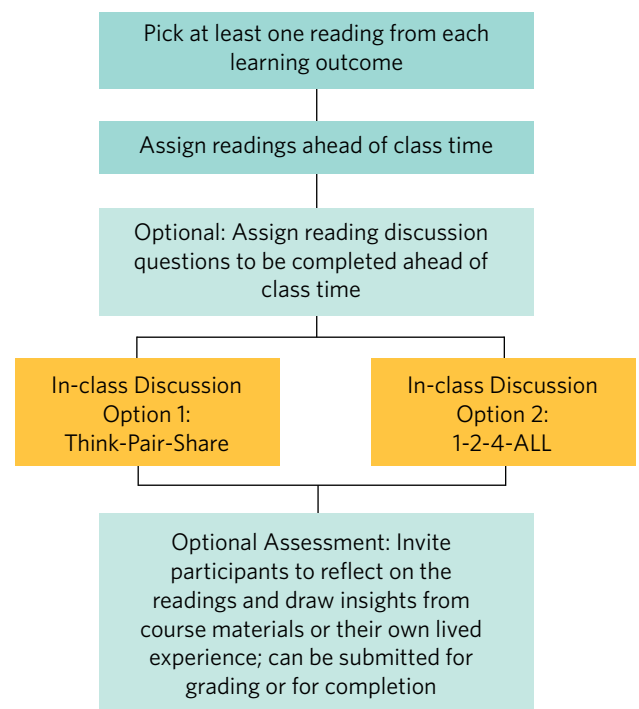 Pick at least one reading from each
learning outcome
Assign readings ahead of class time
Optional: Assign reading discussion
questions to be completed ahead of
class time
In-class Discussion
Option 1:
Think-Pair-Share
In-class Discussion
Option 2:
1-2-4-ALL
Optional Assessment: Invite
participants to reflect on the
readings and draw insights from
course materials or their own lived
experience; can be submitted for
grading or for completion